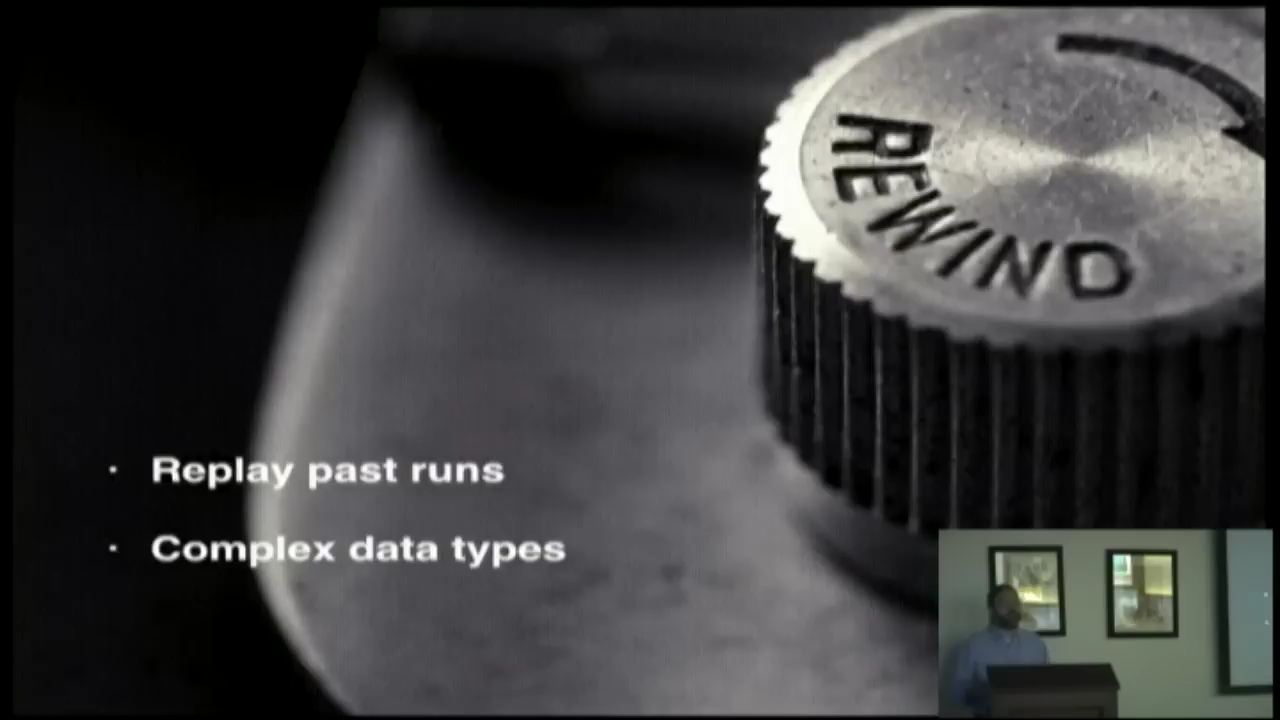 REWIND
· Replay past runs
· Complex data types